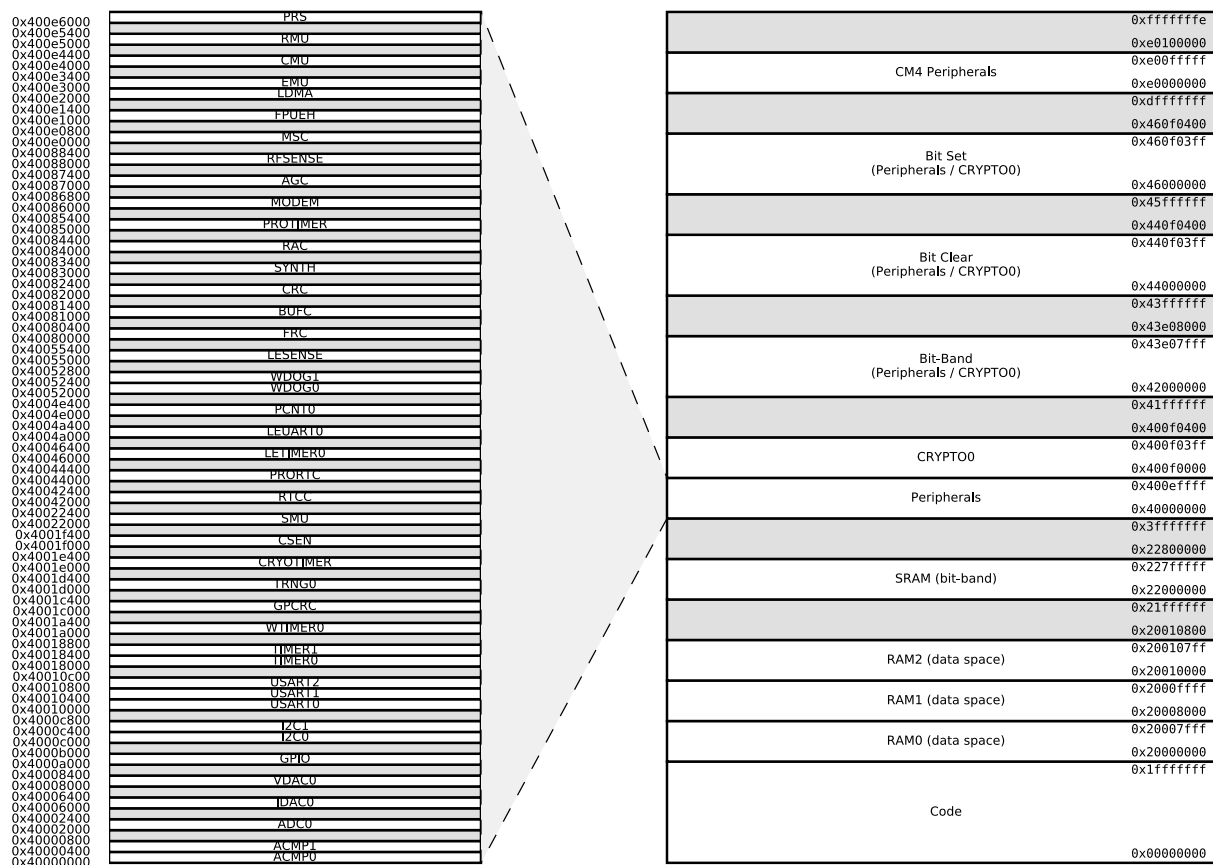 0x400e6000
0x400e5400
0x400e5000
0x400e4400
0x400e4000
0x400e3400
0x400e3000
0x400e2000
0x400e1400
0x400e1000
0x400e0800
0x400e0000
0x40088400
0x40088000
0x40087400
0x40087000
0x40086800
0x40086000
0x40085400
0x40085000
0x40084400
0x40084000
0x40083400
0x40083000
0x40082400
0x40082000
0x40081400
0x40081000
0x40080400
0x40080000
0x40055400
0x40055000
0x40052800
0x40052400
0x40052000
0x4004e400
0x4004e000
0x4004a400
0x4004a000
0x40046400
0x40046000
0x40044400
0x40044000
0x40042400
0x40042000
0x40022400
0x40022000
0x4001f400
0x4001f000
0x4001e400
0x4001e000
0x4001d400
0x4001d000
0x4001c400
0x4001c000
0x4001a400
0x4001a000
0x40018800
0x40018400
0x40018000
0x40010c00
0x40010800
0x40010400
0x40010000
0x4000c800
0x4000c400
0x4000c000
0x4000b000
0x4000a000
0x40008400
0x40008000
0x40006400
0x40006000
0x40002400
0x40002000
0x40000800
0x40000400
0x40000000
PRS
RMU
CMU
EMU
LDMA
FPUEH
MSC
RFSENSE
AGC
MODEM
PROTIMER
RAC
SYNTH
CRC
BUFC
FRC
LESENSE
WDOG1
WDOG0
PCNT0
LEUART0
LETIMER0
PRORTC
RTCC
SMU
CSEN
CRYOTIMER
TRNG0
GPCRC
WTIMER0
TIMER1
TIMER0
USART2
USART1
USART0
I2C1
I2C0
GPIO
VDAC0
IDAC0
ADC0
ACMP1
ACMP0
0xfffffffe
0xe0100000
0xe00fffff
CM4 Peripherals
0xe0000000
0xdfffffff
0x460f0400
0x460f03ff
Bit Set
(Peripherals / CRYPTO0)
0x46000000
0x45ffffff
0x440f0400
0x440f03ff
Bit Clear
(Peripherals / CRYPTO0)
0x44000000
0x43ffffff
0x43e08000
0x43e07fff
Bit-Band
(Peripherals / CRYPTO0)
0x42000000
0x41ffffff
0x400f0400
0x400f03ff
CRYPTO0
0x400f0000
0x400effff
Peripherals
0x40000000
0x3fffffff
0x22800000
0x227fffff
SRAM (bit-band)
0x22000000
0x21ffffff
0x20010800
0x200107ff
RAM2 (data space)
0x20010000
0x2000ffff
RAM1 (data space)
0x20008000
0x20007fff
RAM0 (data space)
0x20000000
0x1fffffff
Code
0x00000000